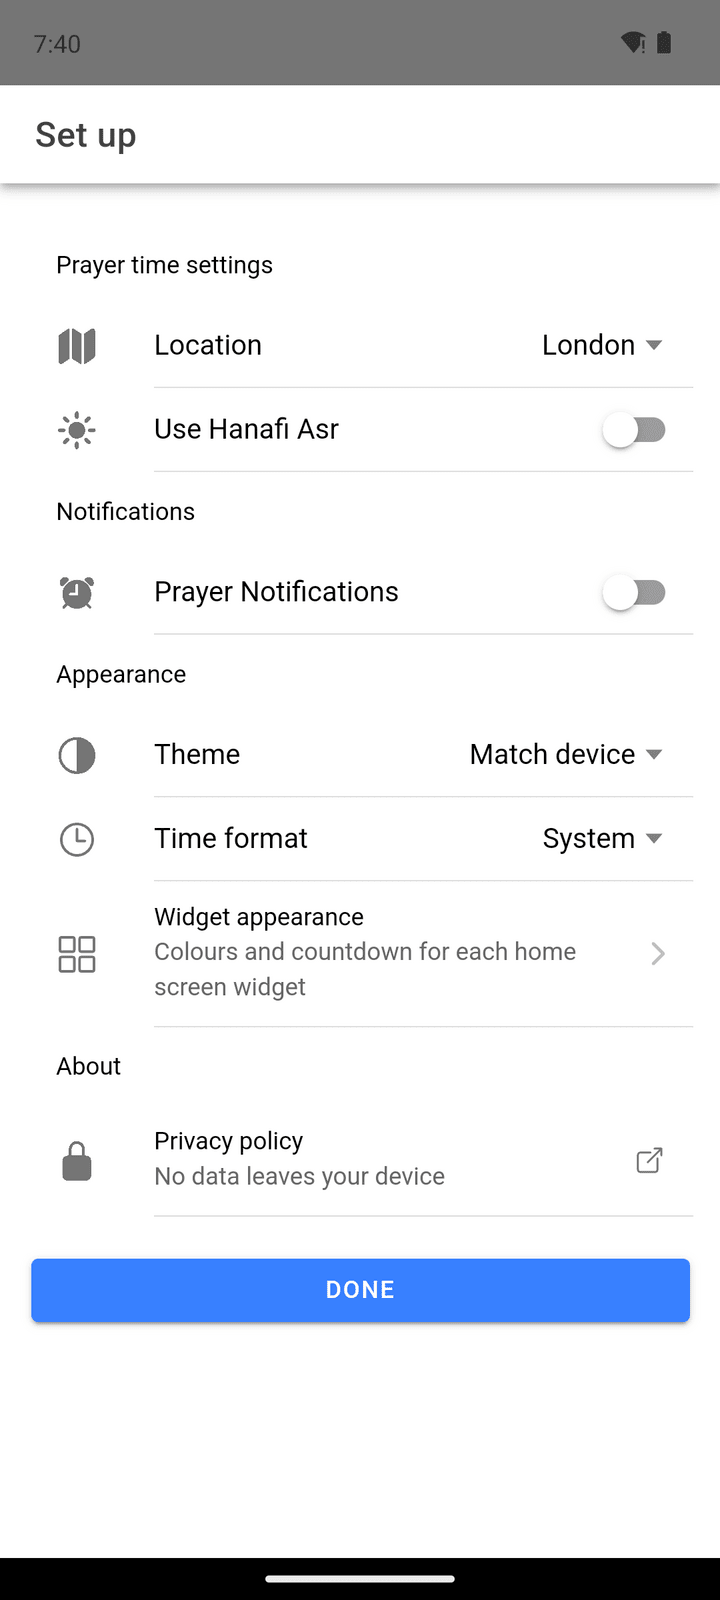 7:40
Set up
Prayer time settings
Location
London
Use Hanafi Asr
Notifications
Prayer Notifications
Appearance
Theme
Match device
Time format
System
Widget appearance
Colours and countdown for each home
screen widget
About
Privacy policy
No data leaves your device
DONE